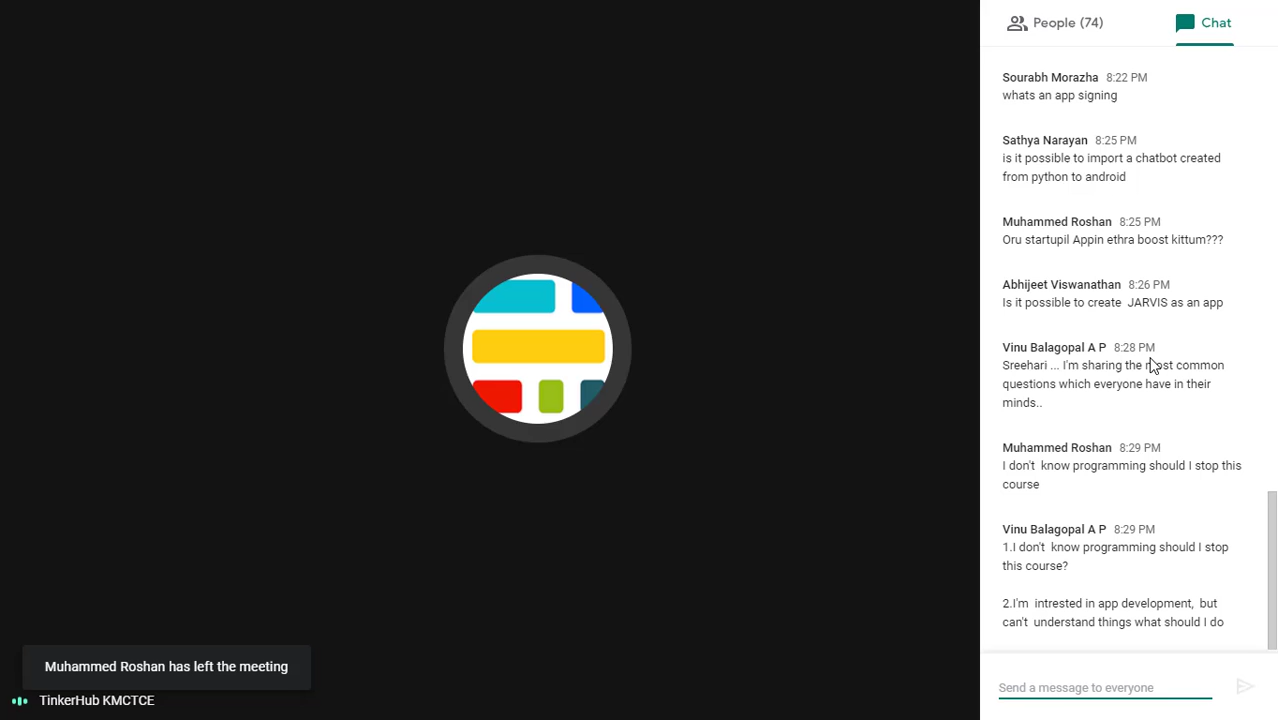 People (74)
Chat
Sourabh Morazha 8:22 PM
whats an app signing
Sathya Narayan 8:25 PM
is it possible to import a chatbot created
from python to android
Muhammed Roshan 8:25 PM
Oru startupil Appin ethra boost kittum???
Abhijeet Viswanathan 8:26 PM
Is it possible to create JARVIS as an app
Vinu Balagopal A P 8:28 PM
Sreehari ... I'm sharing the most common
questions which everyone have in their
minds..
Muhammed Roshan 8:29 PM
I don't know programming should I stop this
course
Vinu Balagopal A P 8:29 PM
1.I don't know programming should I stop
this course?
2.I'm intrested in app development, but
can't understand things what should I do
Send a message to everyone
Muhammed Roshan has left the meeting
TinkerHub KMCTCE